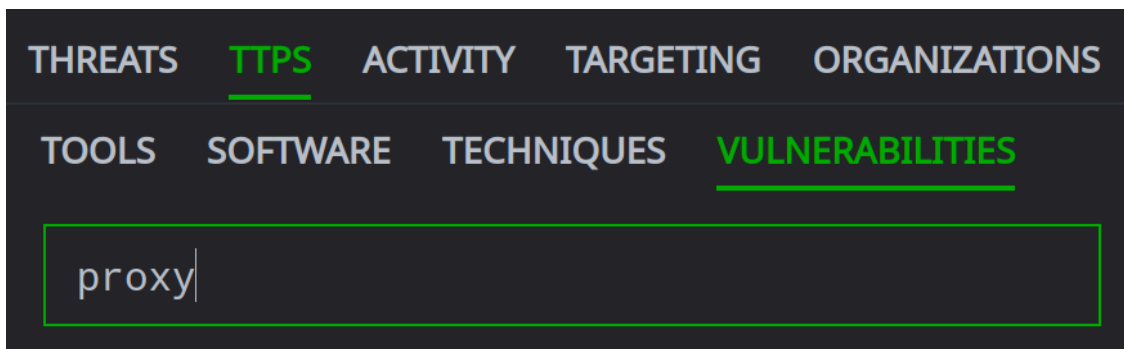 THREATS TTPS ACTIVITY TARGETING ORGANIZATIONS
TOOLS SOFTWARE TECHNIQUES VULNERABILITIES
proxy